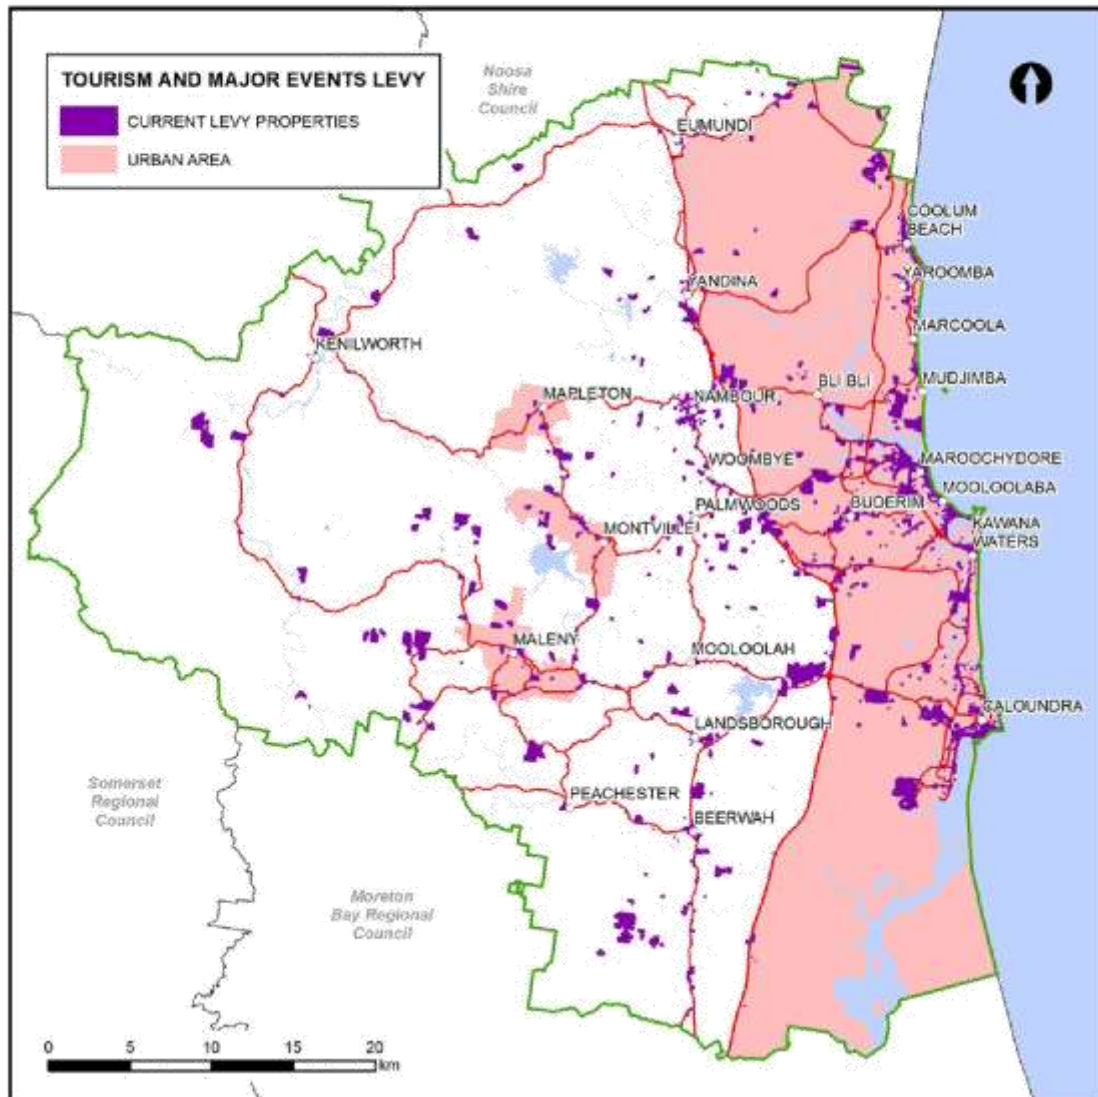 TOURISM AND MAJOR EVENTS LEVY
CURRENT LEVY PROPERTIES
URBAN AREA
Noosa
Shire
Council
EUMUNDI
COOLUM
BEACH
YANDINA
YAROOMBA
MARCOOLA
KENILWORTH
MAPLETON
NAMBOUR
BLI BLI
MUDJIMBA
WOOMBYE
MAROOCHYDORE
PALMWOODS
BUDERIM
MOOLOOLABA
MONTVILLE
KAWANA
WATERS
MALENY
MOOLOOLAH
LANDSBOROUGH
CALOUNDRA
PEACHESTER
BEERWAH
Somerset
Regional
Council
Moreton
Bay Regional
Council
0 5 10 15 20
km